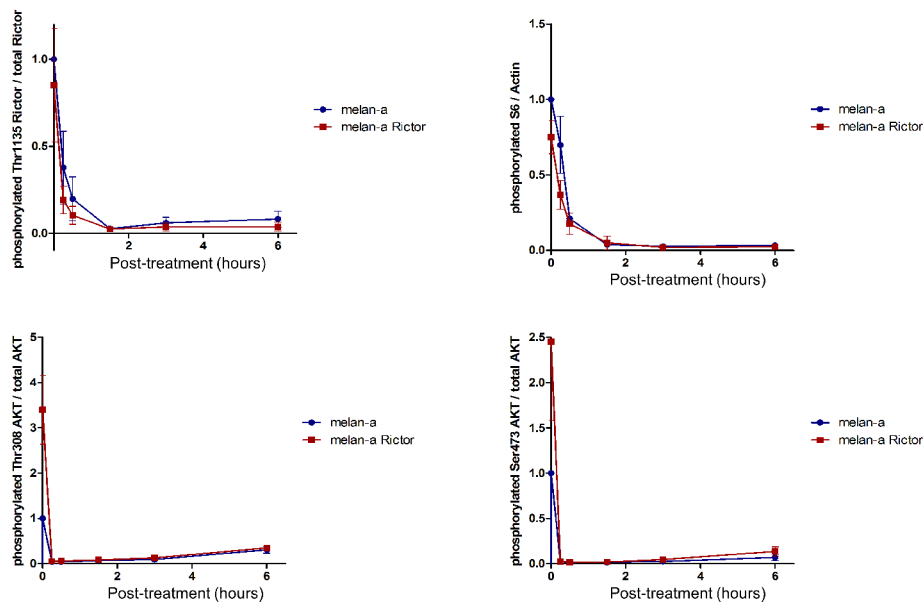 phosphorylated Thr1135 Rictor / total Rictor
1.0
0.5
0.0
2
4
6
Post-treatment (hours)
melan-a
melan-a Rictor
phosphorylated S6 / Actin
1.5
1.0
0.5
0.0
0
2
4
6
Post-treatment (hours)
melan-a
melan-a Rictor
phosphorylated Thr308 AKT / total AKT
5
4
3
2
1
0
0
2
4
6
Post-treatment (hours)
melan-a
melan-a Rictor
phosphorylated Ser473 AKT / total AKT
2.5
2.0
1.5
1.0
0.5
0.0
0
2
4
6
Post-treatment (hours)
melan-a
melan-a Rictor